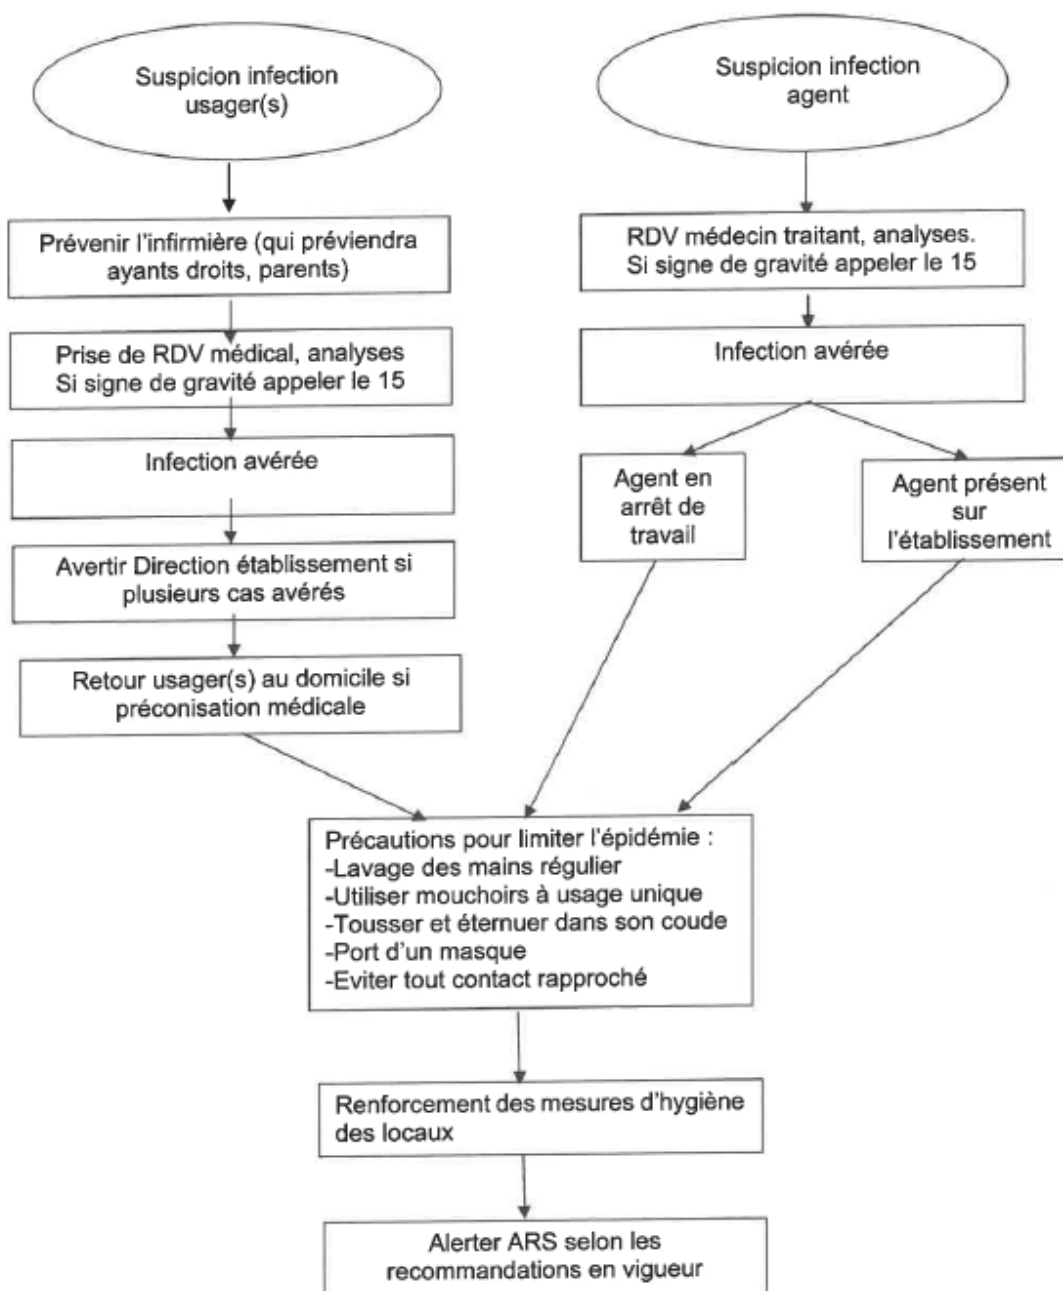 Suspicion infection
usager(s)
Suspicion infection
agent
Prévenir l'infirmière (qui préviendra
ayants droits, parents)
RDV médecin traitant, analyses.
Si signe de gravité appeler le 15
Prise de RDV médical, analyses
Si signe de gravité appeler le 15
Infection avérée
Infection avérée
Agent en
arrêt de
travail
Agent présent
sur
l'établissement
Avertir Direction établissement si
plusieurs cas avérés
Retour usager(s) au domicile si
préconisation médicale
Précautions pour limiter l'épidémie :
-Lavage des mains régulier
-Utiliser mouchoirs à usage unique
-Tousser et éternuer dans son coude
-Port d'un masque
-Eviter tout contact rapproché
Renforcement des mesures d'hygiène
des locaux
Alerter ARS selon les
recommandations en vigueur